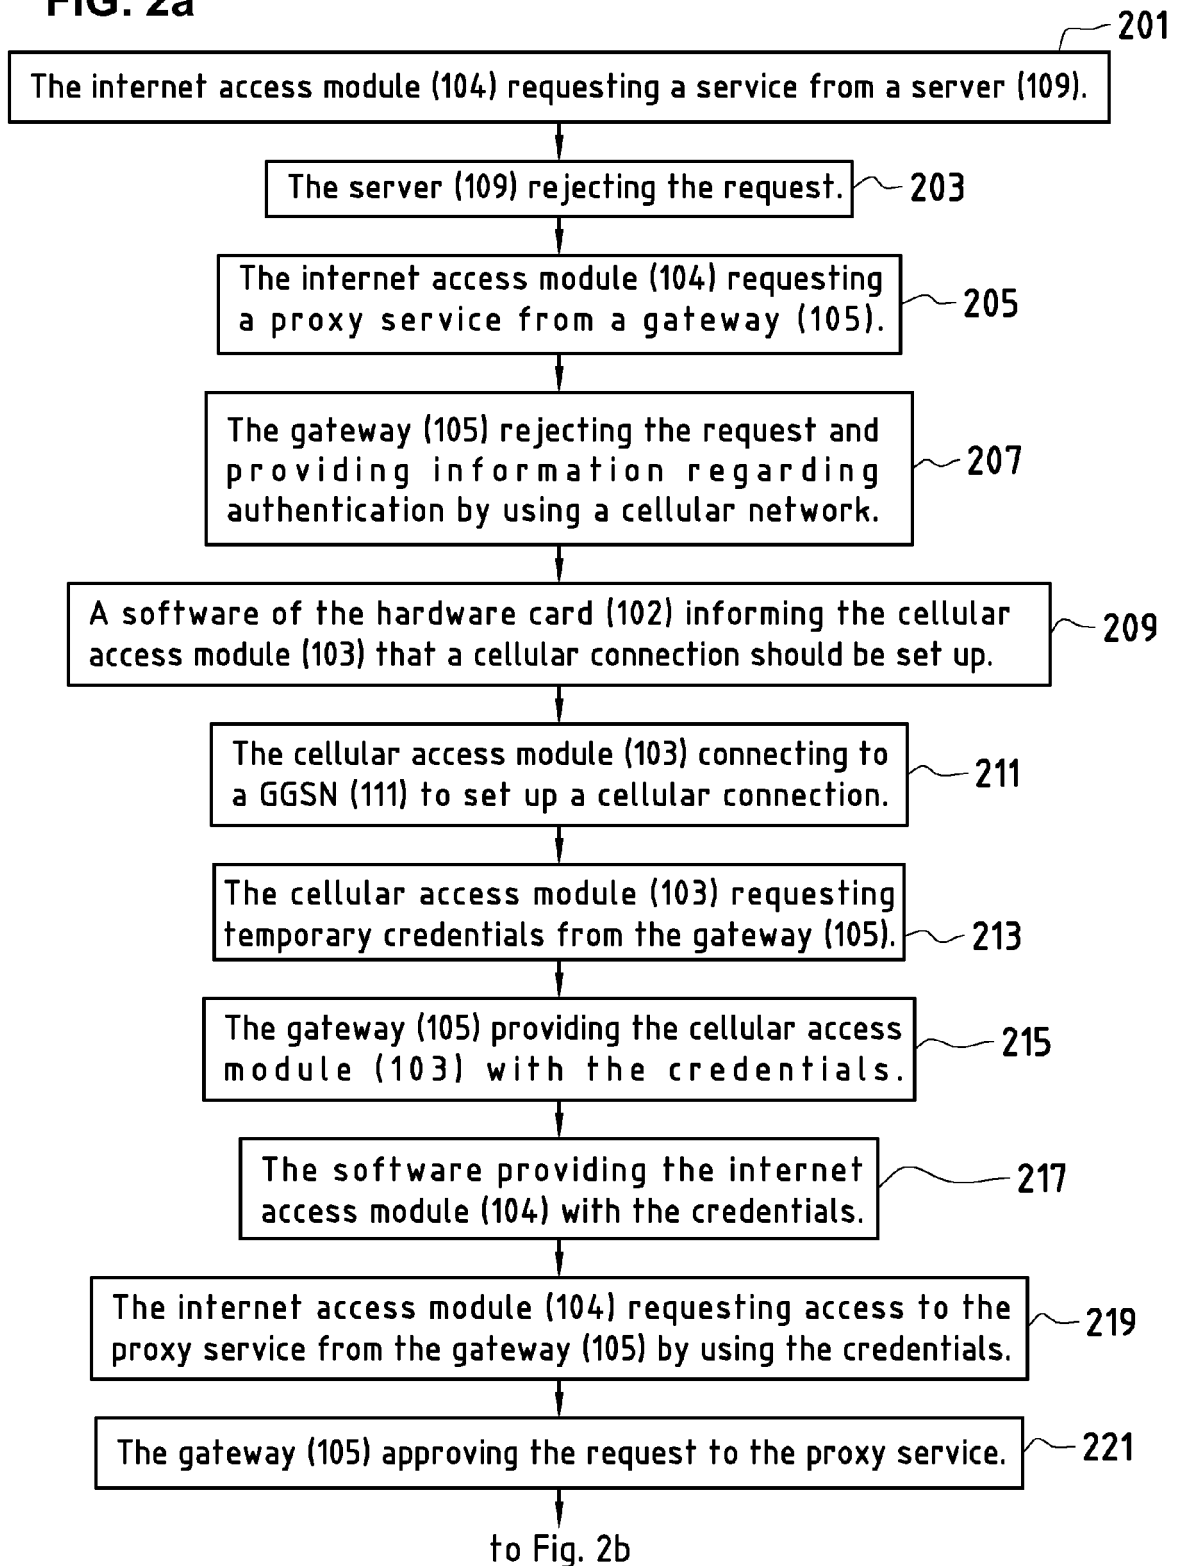 FIG. 2a
201
The internet access module (104) requesting a service from a server (109).
The server (109) rejecting the request.
203
The internet access module (104) requesting
a proxy service from a gateway (105).
205
The gateway (105) rejecting the request and
providing information regarding
authentication by using a cellular network.
207
A software of the hardware card (102) informing the cellular
access module (103) that a cellular connection should be set up.
209
The cellular access module (103) connecting to
a GGSN (111) to set up a cellular connection.
211
The cellular access module (103) requesting
temporary credentials from the gateway (105).
213
The gateway (105) providing the cellular access
module (103) with the credentials.
215
The software providing the internet
access module (104) with the credentials.
217
The internet access module (104) requesting access to the
proxy service from the gateway (105) by using the credentials.
219
The gateway (105) approving the request to the proxy service.
221
to Fig. 2b